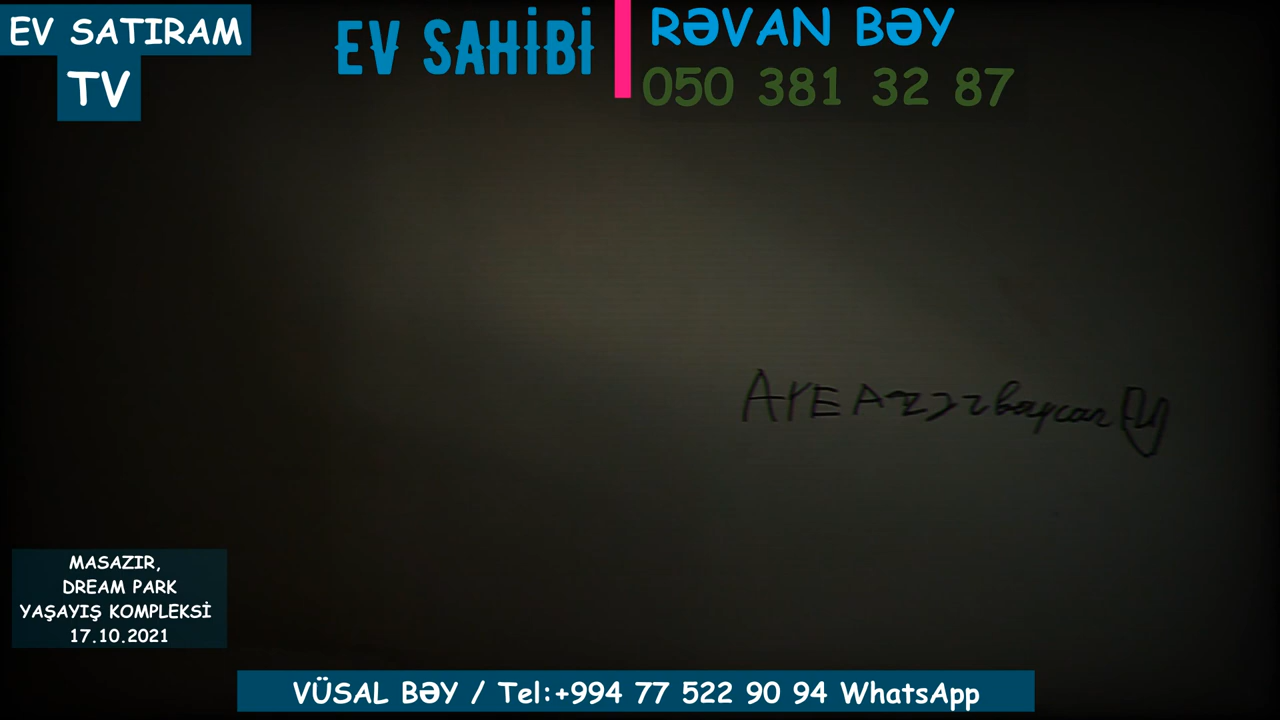 EV SATIRAM
TV
EV SAHİBİ
RƏVAN BƏY
050 381 32 87
MASAZIR,
DREAM PARK
YAŞAYIŞ KOMPLEKSİ
17.10.2021
VÜSAL BƏY / Tel:+994 77 522 90 94 WhatsApp